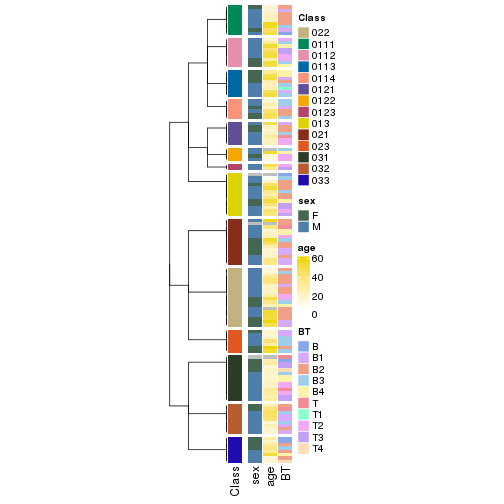 Class
022
0111
0112
0113
0114
0121
0122
0123
013
021
023
031
032
033
sex
F
M
age
60
40
20
0
BT
B
B1
B2
B3
B4
T
T1
T2
T3
T4
Class
sex
age
BT